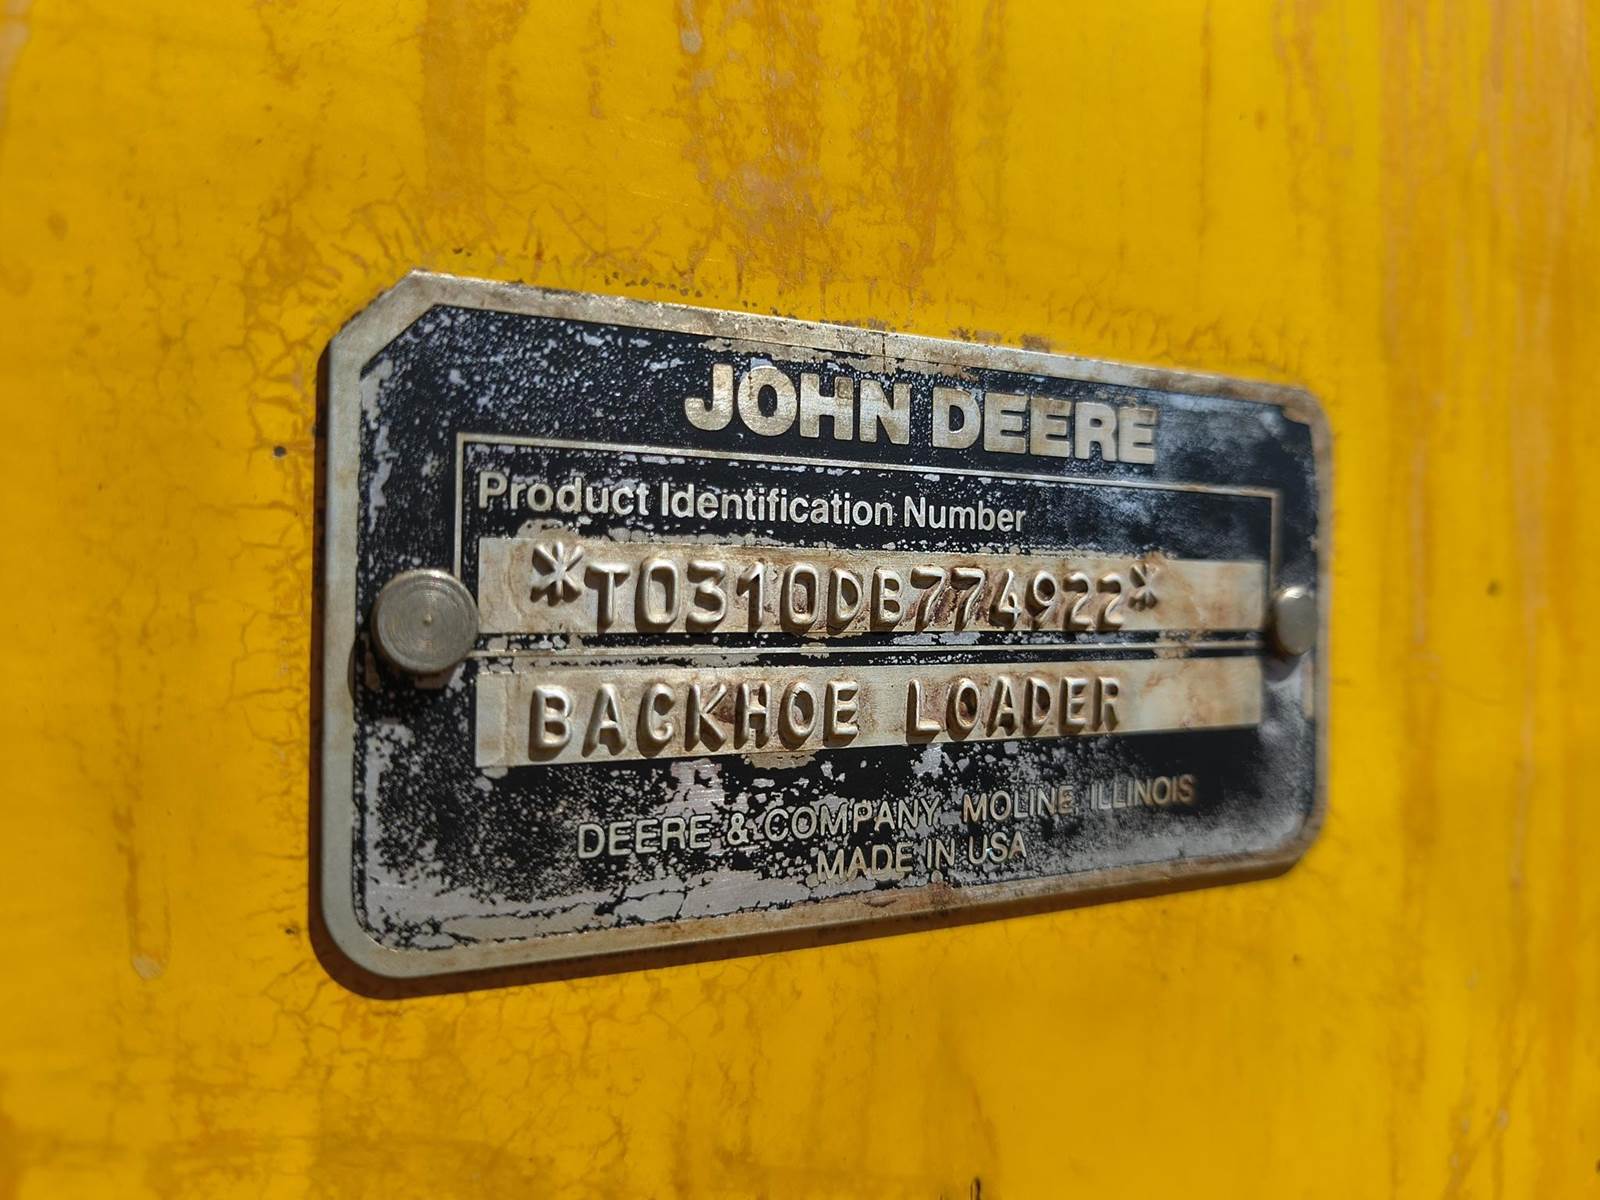 JOHN DEERE
Product Identification Number
*T0310DB774922*
BACKHOE LOADER
DEERE & COMPANY MOLINE ILLINOIS
MADE IN USA